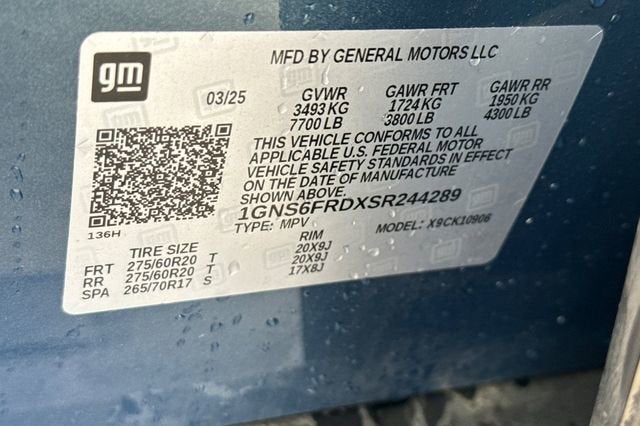 gm
MFD BY GENERAL MOTORS LLC
03/25
GVWR GAWR FRT GAWR RR
3493 KG 1724 KG 1950 KG
7700 LB 3800 LB 4300 LB
THIS VEHICLE CONFORMS TO ALL
APPLICABLE U.S. FEDERAL MOTOR
VEHICLE SAFETY STANDARDS IN EFFECT
ON THE DATE OF MANUFACTURE
SHOWN ABOVE.
1GNS6FRDXSR244289
136H
TYPE: MPV MODEL: X9CK10906
TIRE SIZE RIM
FRT 275/60R20 T 20X9J
RR 275/60R20 T 20X9J
SPA 265/70R17 S 17X8J